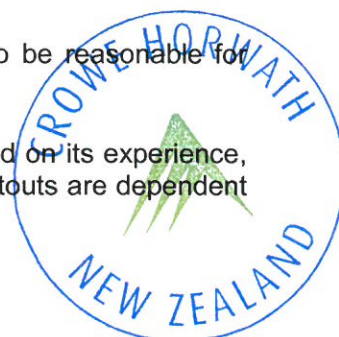 o be reasonable for
d on its experience,
touts are dependent
CROWE HORWATH
NEW ZEALAND